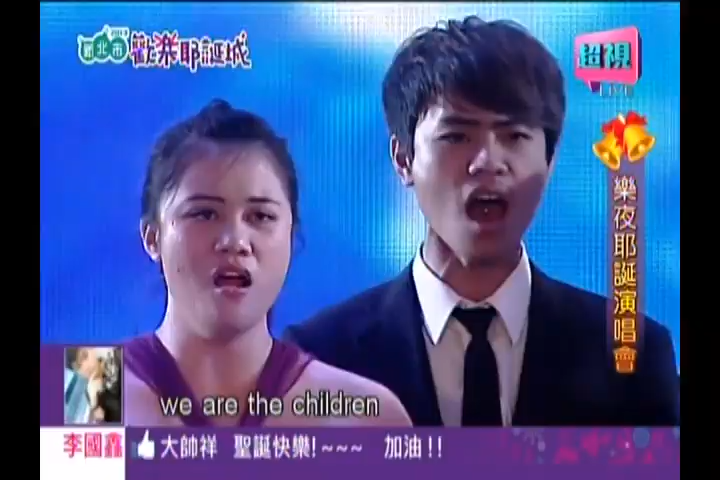 2013
新北市
歡樂耶誕城
超視
LIVE
樂夜耶誕演唱會
we are the children
李國鑫
大帥祥 聖誕快樂!~~~ 加油!!